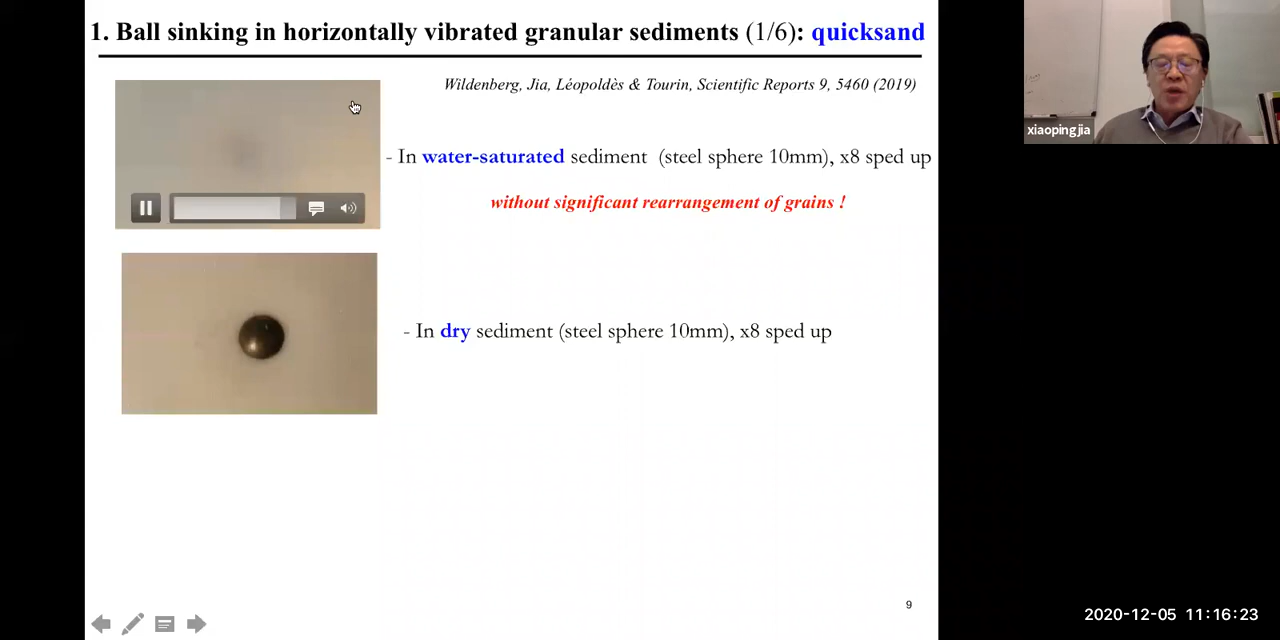 1. Ball sinking in horizontally vibrated granular sediments (1/6): quicksand
Wildenberg, Jia, Léopoldès & Tourin, Scientific Reports 9, 5460 (2019)
- In water-saturated sediment (steel sphere 10mm), x8 sped up
without significant rearrangement of grains !
- In dry sediment (steel sphere 10mm), x8 sped up
9
xiaoping jia
2020-12-05 11:16:23